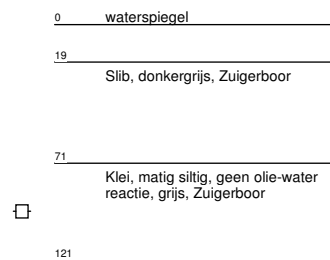 0 waterspiegel
19
Slib, donkergrijs, Zuigerboor
71
Klei, matig siltig, geen olie-water
reactie, grijs, Zuigerboor
121